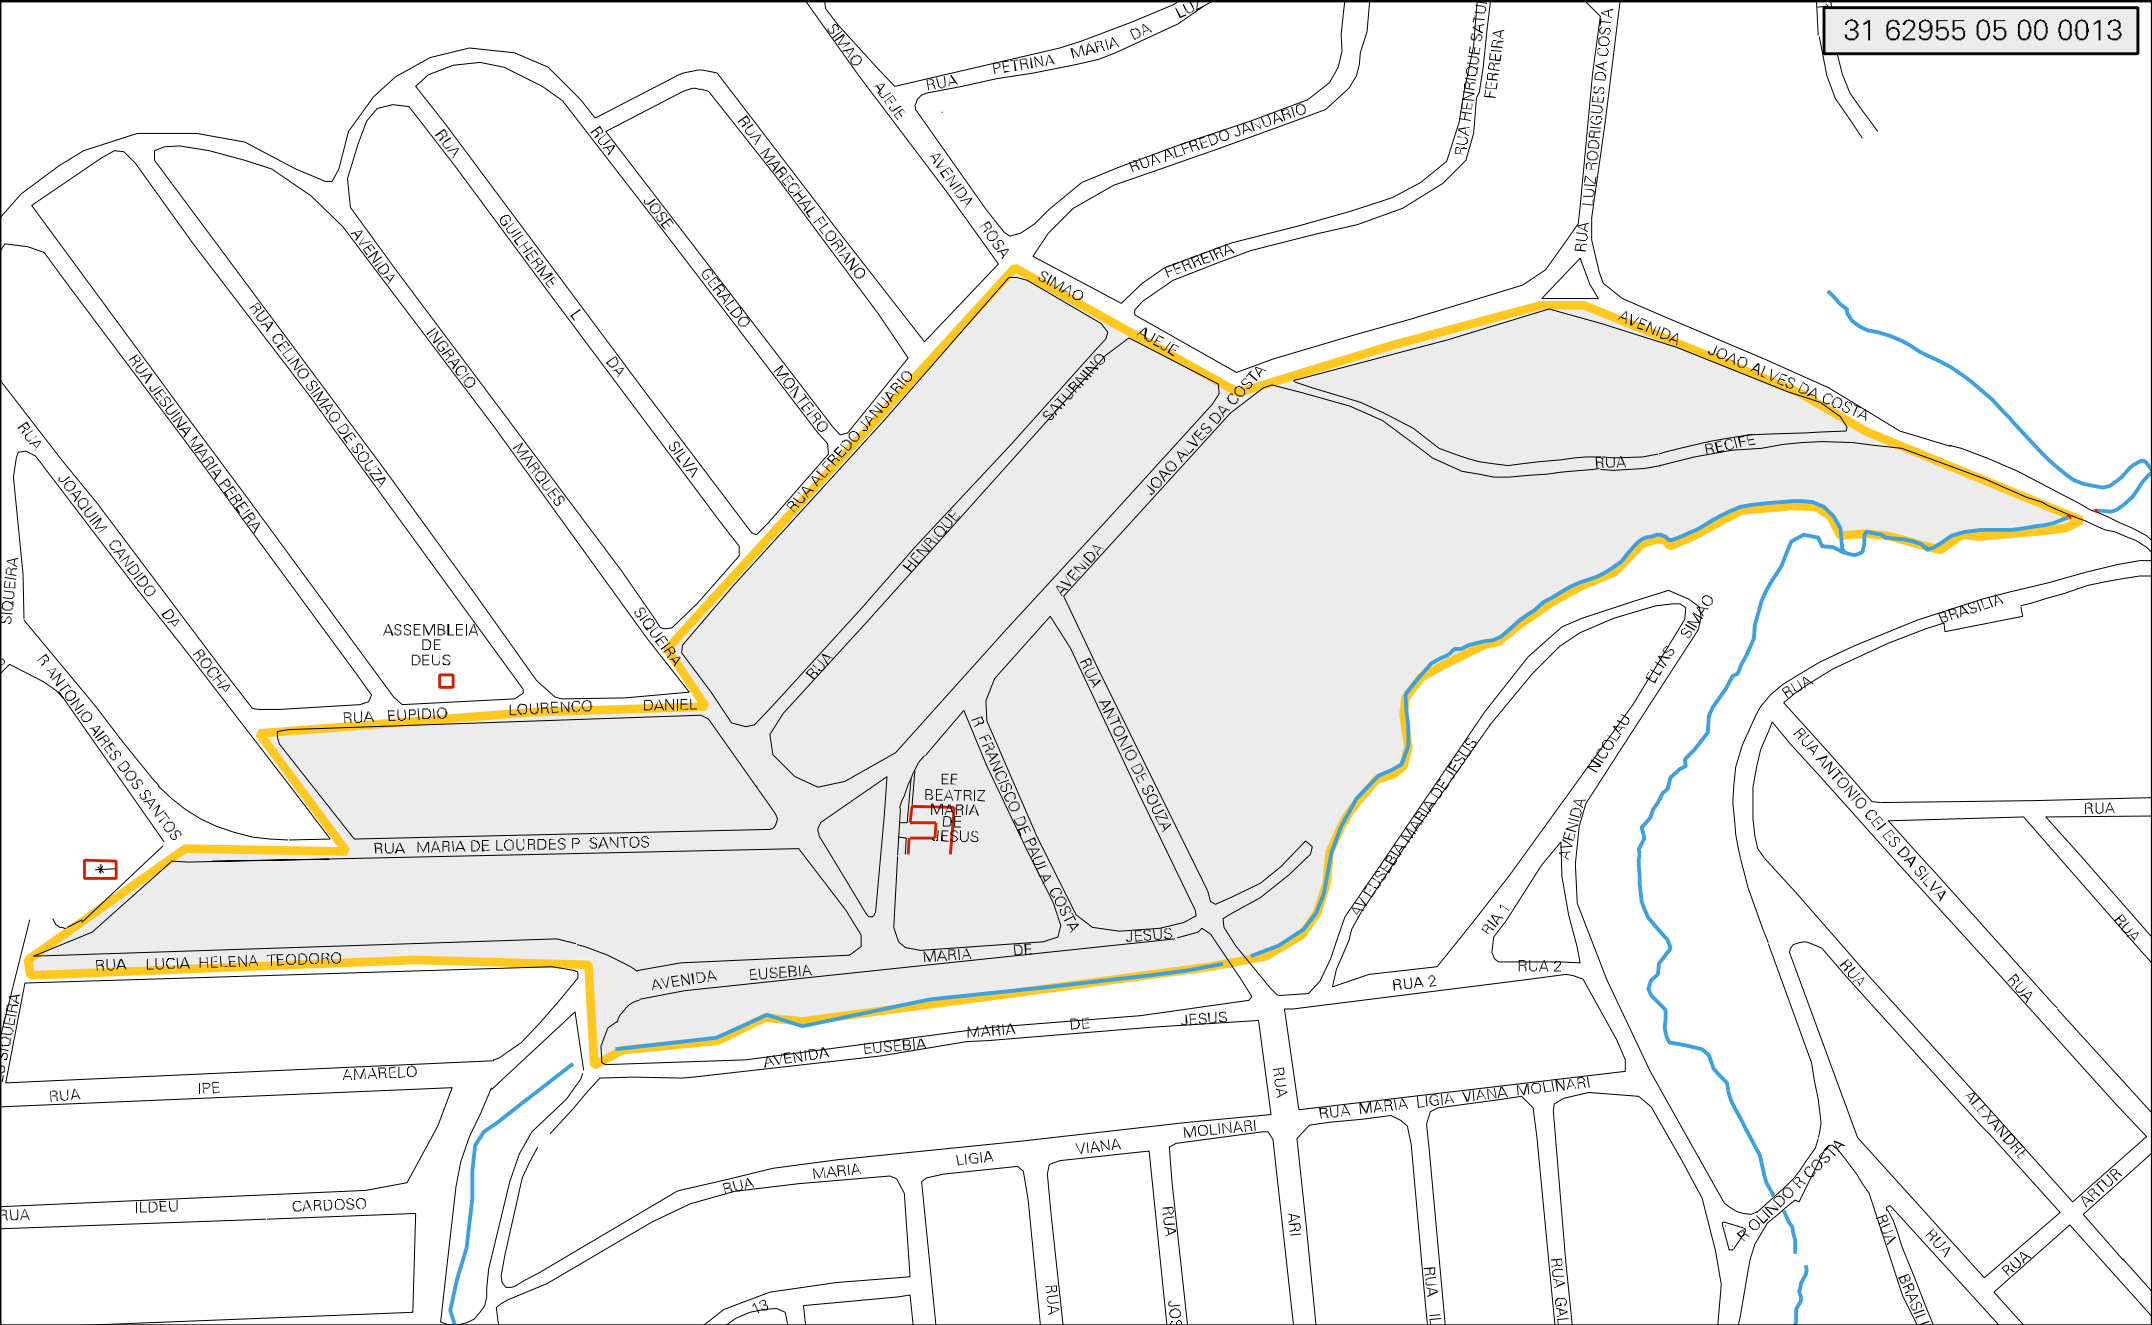 31 62955 05 00 0013
SIMAO AJEJE
AVENIDA ROSA
RUA PETRINA MARIA DA
RUA ALFREDO JANUARIO
RUA HENRIQUE
FERREIRA
RUA LUIZ RODRIGUES DA COSTA
FERREIRA
RUA MARECHAL FLORIANO
RUA JOSE GERALDO MONTEIRO
RUA GUILHERME L DA SILVA
AVENIDA INGRACIO MARQUES SIQUEIRA
RUA CELINO SIMAO DE SOUZA
RUA JESUINA MARIA PEREIRA
RUA JOAQUIM CANDIDO DA ROCHA
SIQUEIRA
R ANTONIO AIRES DOS SANTOS
ASSEMBLEIA
DE
DEUS
SIMAO AJEJE
AVENIDA JOAO ALVES DA COSTA
RUA RECIFE
RUA ALFREDO JANUARIO
RUA HENRIQUE SATURNINO
AVENIDA JOAO ALVES DA COSTA
RUA EUPIDIO LOURENCO DANIEL
RUA MARIA DE LOURDES P SANTOS
EE
BEATRIZ
MARIA
DE
JESUS
R FRANCISCO DE PAULA COSTA
RUA ANTONIO DE SOUZA
AV EUSEBIA MARIA DE JESUS
AVENIDA NICOLAU ELIAS SIMAO
RUA BRASILIA
RUA ANTONIO CELES DA SILVA
RUA
RUA
RUA
RUA LUCIA HELENA TEODORO
AVENIDA EUSEBIA MARIA DE JESUS
RIA 1
RUA 2
RUA 2
AVENIDA EUSEBIA MARIA DE JESUS
SIQUEIRA
RUA IPE AMARELO
RUA ILDEU CARDOSO
RUA MARIA LIGIA VIANA MOLINARI
RUA MARIA LIGIA VIANA MOLINARI
RUA ARI
RUA ALEXANDRE
R OLINDO R COSTA
RUA ARTUR
RUA
RUA BRASILI
13
RUA
RUA JOS
RUA IL
RUA GAL